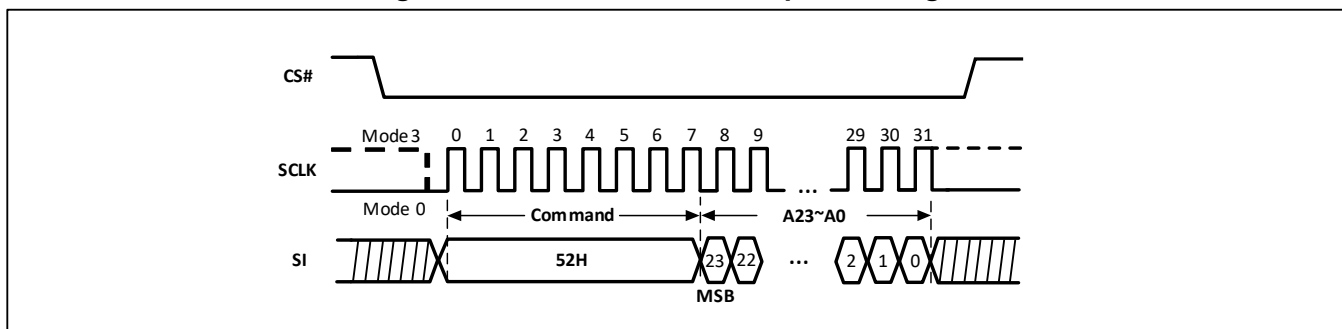 CS#
Mode 3 0 1 2 3 4 5 6 7 8 9 29 30 31
SCLK ...
Mode 0 Command A23~A0
SI 52H 23 22 ... 2 1 0
MSB